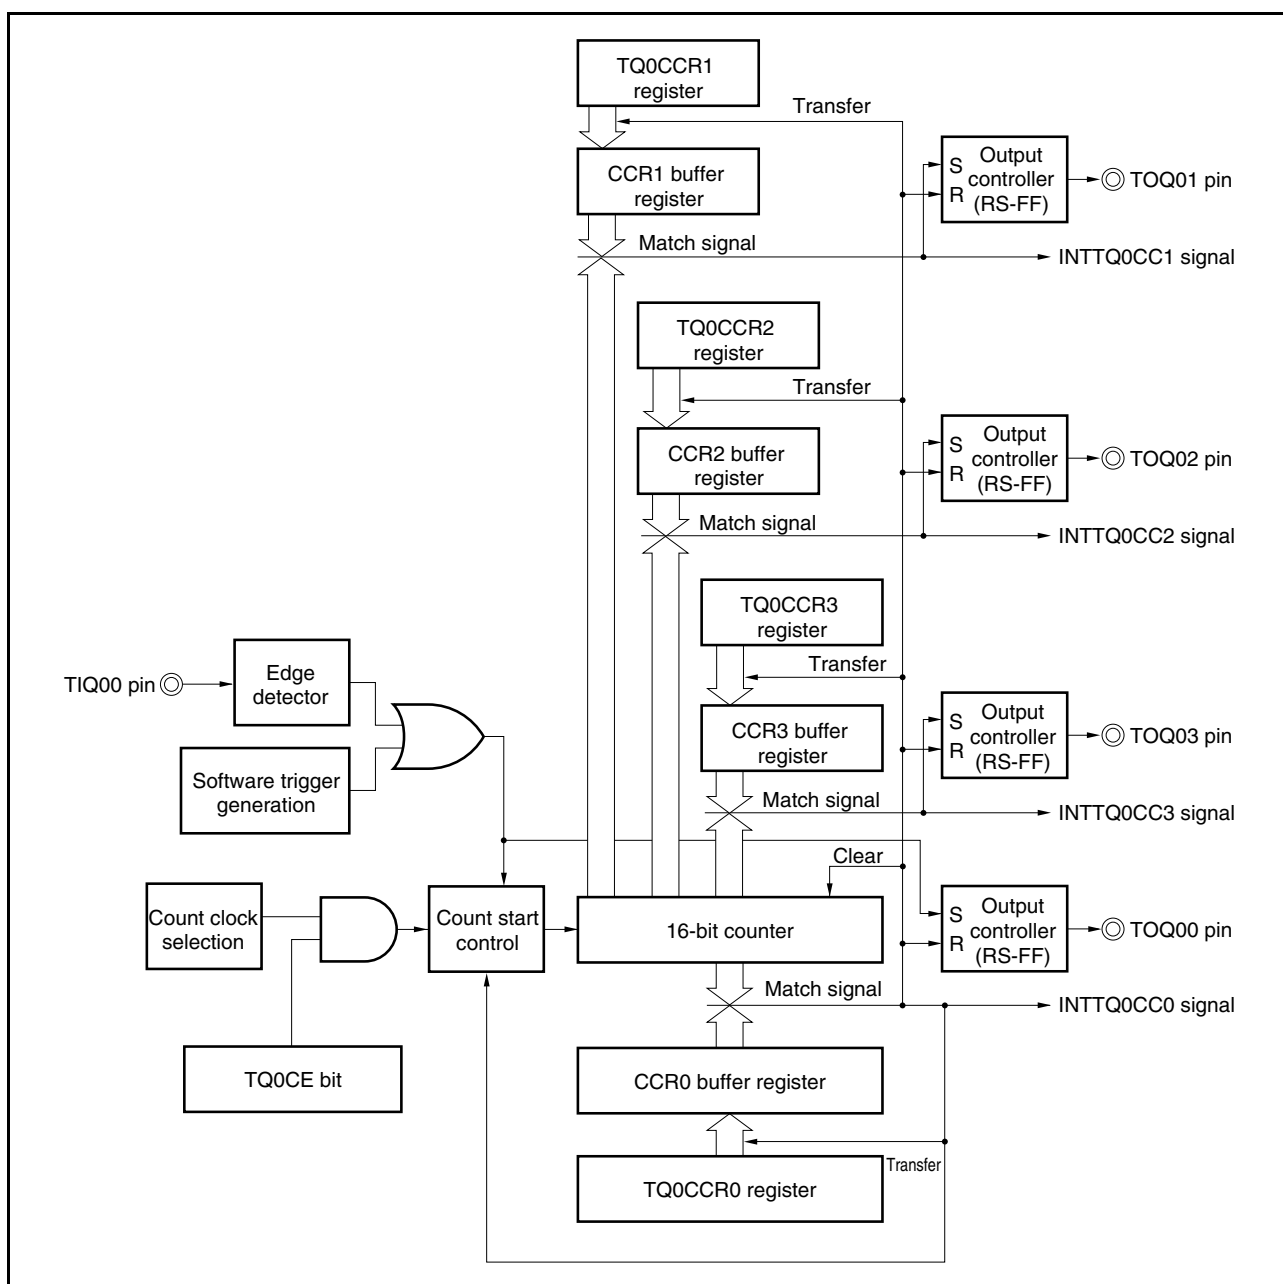 TQ0CCR1
register
Transfer
CCR1 buffer
register
S
R
Output
controller
(RS-FF)
TOQ01 pin
Match signal
INTTQ0CC1 signal
TQ0CCR2
register
Transfer
CCR2 buffer
register
S
R
Output
controller
(RS-FF)
TOQ02 pin
Match signal
INTTQ0CC2 signal
TQ0CCR3
register
Transfer
TIQ00 pin
Edge
detector
CCR3 buffer
register
S
R
Output
controller
(RS-FF)
TOQ03 pin
Software trigger
generation
Match signal
INTTQ0CC3 signal
Clear
Count clock
selection
Count start
control
16-bit counter
S
R
Output
controller
(RS-FF)
TOQ00 pin
Match signal
INTTQ0CC0 signal
TQ0CE bit
CCR0 buffer register
Transfer
TQ0CCR0 register